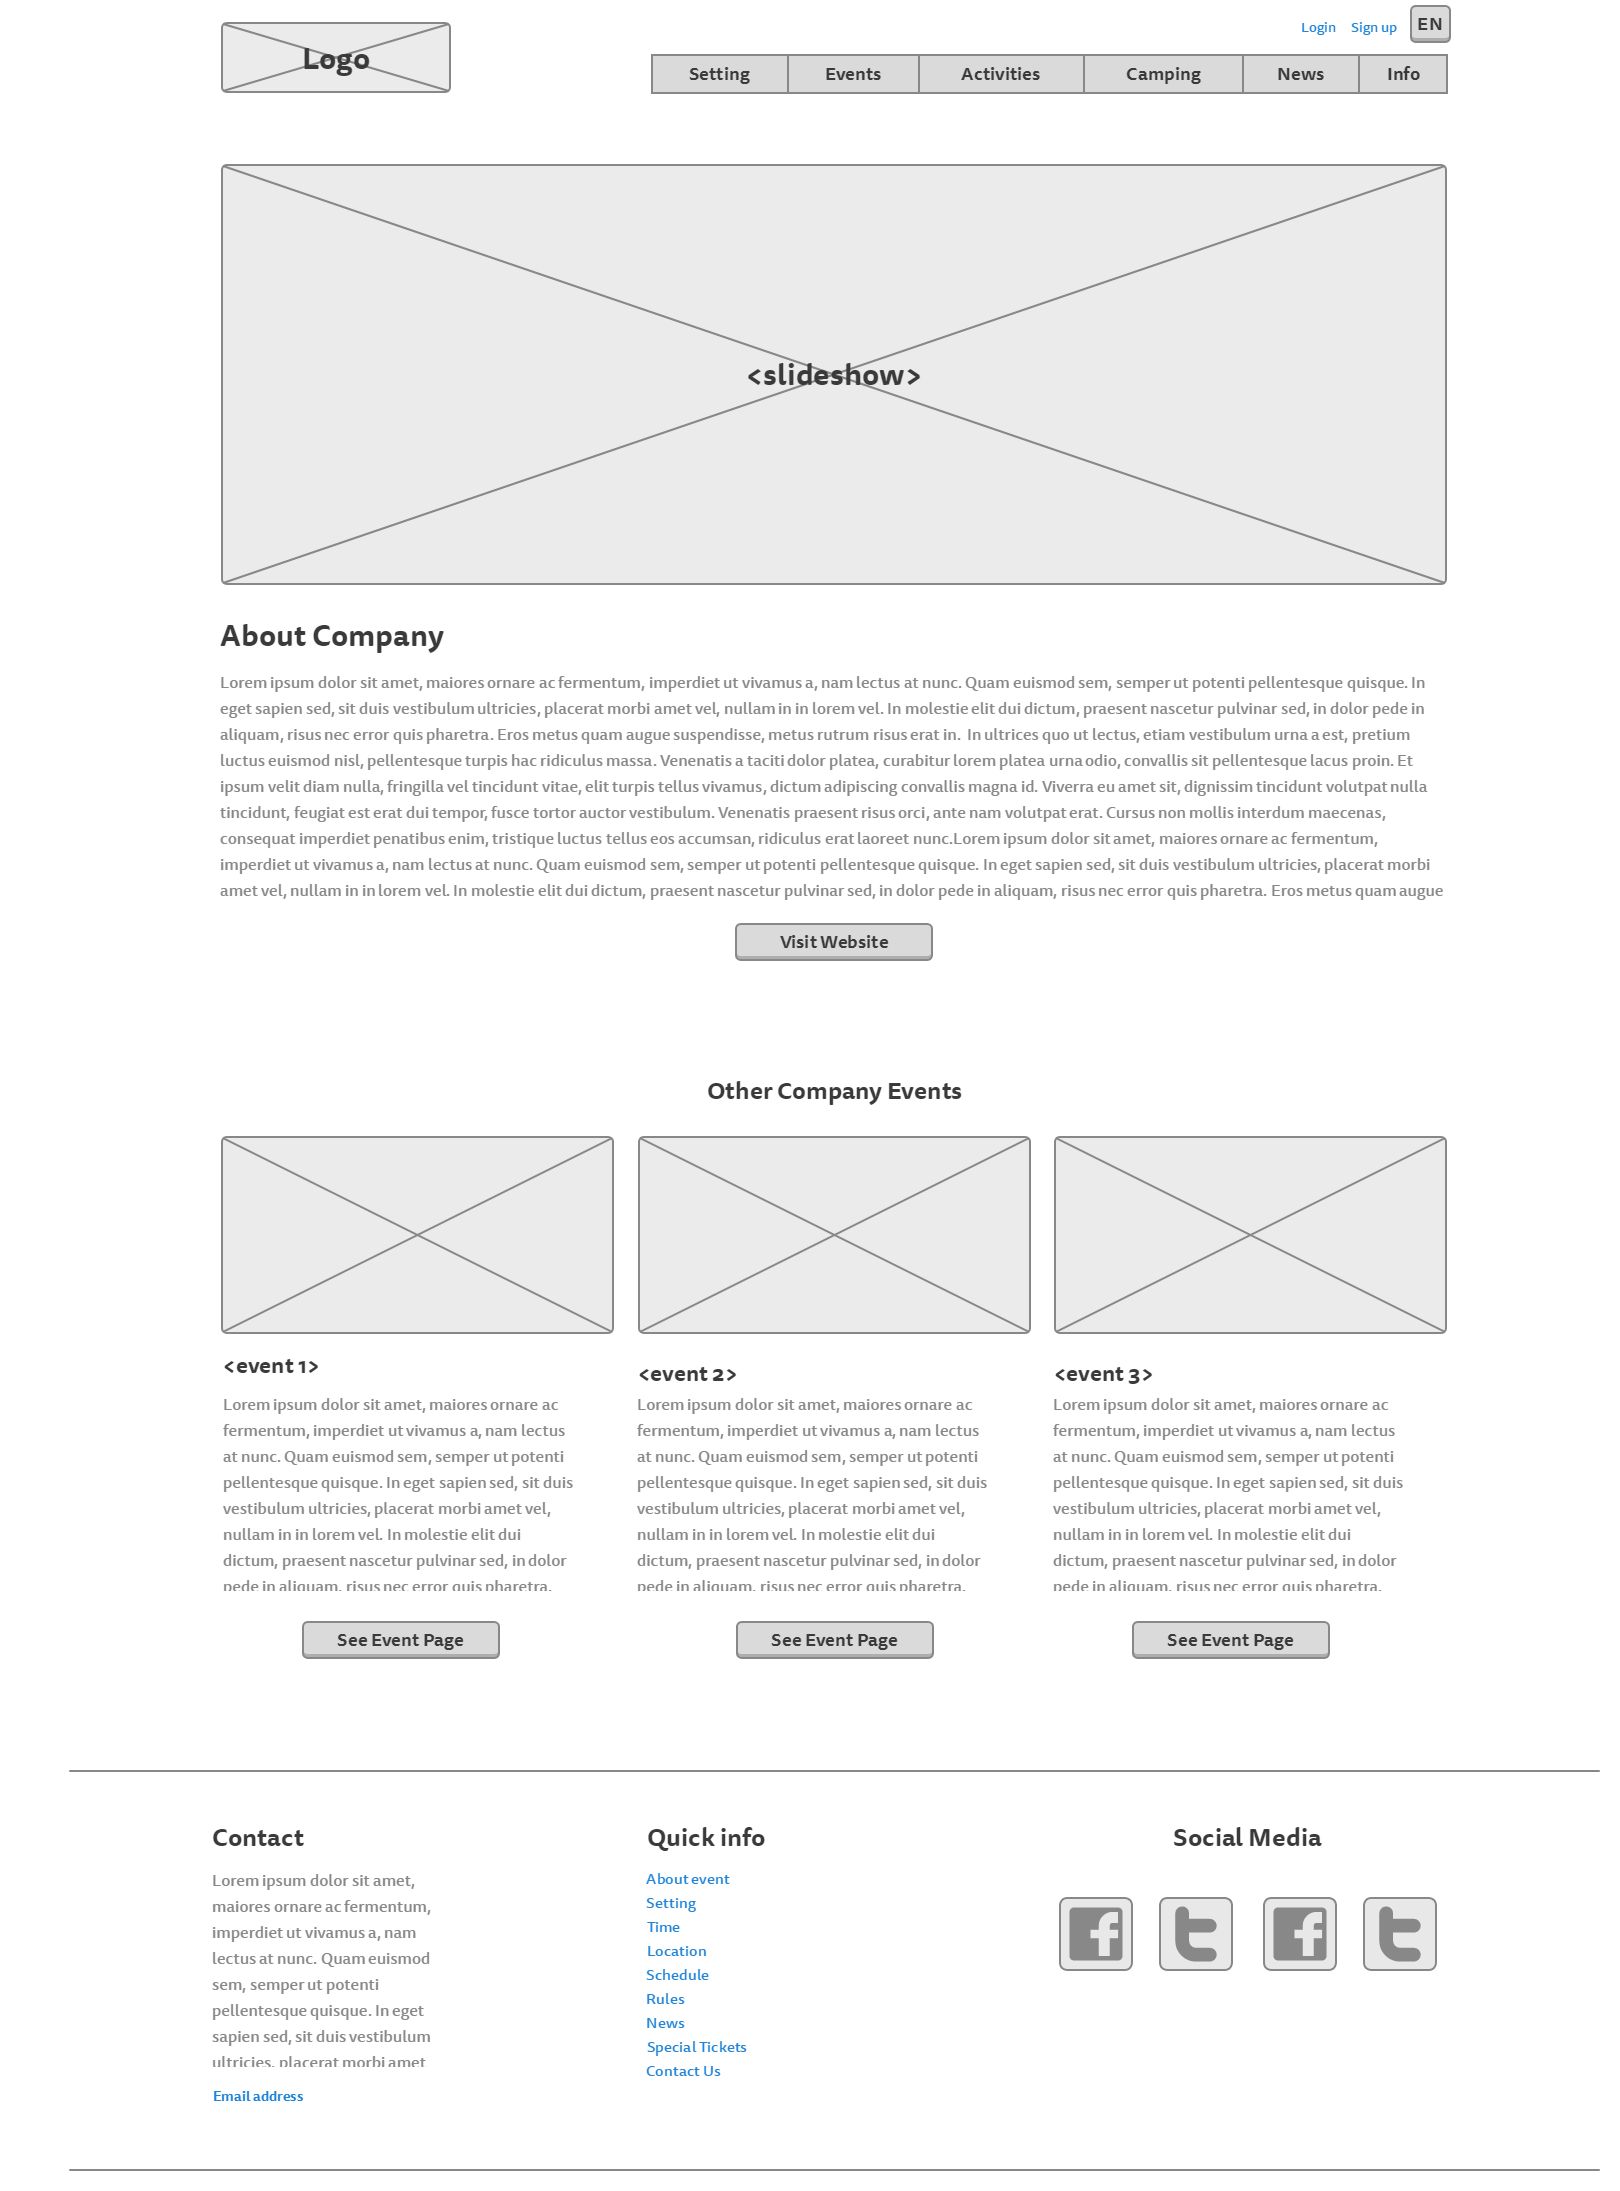 Login Sign up EN
Logo
Setting Events Activities Camping News Info
<slideshow>
About Company
Lorem ipsum dolor sit amet, maiores ornare ac fermentum, imperdiet ut vivamus a, nam lectus at nunc. Quam euismod sem, semper ut potenti pellentesque quisque. In
eget sapien sed, sit duis vestibulum ultricies, placerat morbi amet vel, nullam in in lorem vel. In molestie elit dui dictum, praesent nascetur pulvinar sed, in dolor pede in
aliquam, risus nec error quis pharetra. Eros metus quam augue suspendisse, metus rutrum risus erat in.  In ultrices quo ut lectus, etiam vestibulum urna a est, pretium
luctus euismod nisl, pellentesque turpis hac ridiculus massa. Venenatis a taciti dolor platea, curabitur lorem platea urna odio, convallis sit pellentesque lacus proin. Et
ipsum velit diam nulla, fringilla vel tincidunt vitae, elit turpis tellus vivamus, dictum adipiscing convallis magna id. Viverra eu amet sit, dignissim tincidunt volutpat nulla
tincidunt, feugiat est erat dui tempor, fusce tortor auctor vestibulum. Venenatis praesent risus orci, ante nam volutpat erat. Cursus non mollis interdum maecenas,
consequat imperdiet penatibus enim, tristique luctus tellus eos accumsan, ridiculus erat laoreet nunc.Lorem ipsum dolor sit amet, maiores ornare ac fermentum,
imperdiet ut vivamus a, nam lectus at nunc. Quam euismod sem, semper ut potenti pellentesque quisque. In eget sapien sed, sit duis vestibulum ultricies, placerat morbi
amet vel, nullam in in lorem vel. In molestie elit dui dictum, praesent nascetur pulvinar sed, in dolor pede in aliquam, risus nec error quis pharetra. Eros metus quam augue
Visit Website
Other Company Events
<event 1>
Lorem ipsum dolor sit amet, maiores ornare ac
fermentum, imperdiet ut vivamus a, nam lectus
at nunc. Quam euismod sem, semper ut potenti
pellentesque quisque. In eget sapien sed, sit duis
vestibulum ultricies, placerat morbi amet vel,
nullam in in lorem vel. In molestie elit dui
dictum, praesent nascetur pulvinar sed, in dolor
pede in aliquam, risus nec error quis pharetra.
See Event Page
<event 2>
Lorem ipsum dolor sit amet, maiores ornare ac
fermentum, imperdiet ut vivamus a, nam lectus
at nunc. Quam euismod sem, semper ut potenti
pellentesque quisque. In eget sapien sed, sit duis
vestibulum ultricies, placerat morbi amet vel,
nullam in in lorem vel. In molestie elit dui
dictum, praesent nascetur pulvinar sed, in dolor
pede in aliquam, risus nec error quis pharetra.
See Event Page
<event 3>
Lorem ipsum dolor sit amet, maiores ornare ac
fermentum, imperdiet ut vivamus a, nam lectus
at nunc. Quam euismod sem, semper ut potenti
pellentesque quisque. In eget sapien sed, sit duis
vestibulum ultricies, placerat morbi amet vel,
nullam in in lorem vel. In molestie elit dui
dictum, praesent nascetur pulvinar sed, in dolor
pede in aliquam, risus nec error quis pharetra.
See Event Page
Contact
Lorem ipsum dolor sit amet,
maiores ornare ac fermentum,
imperdiet ut vivamus a, nam
lectus at nunc. Quam euismod
sem, semper ut potenti
pellentesque quisque. In eget
sapien sed, sit duis vestibulum
ultricies, placerat morbi amet
Email address
Quick info
About event
Setting
Time
Location
Schedule
Rules
News
Special Tickets
Contact Us
Social Media
f t f t